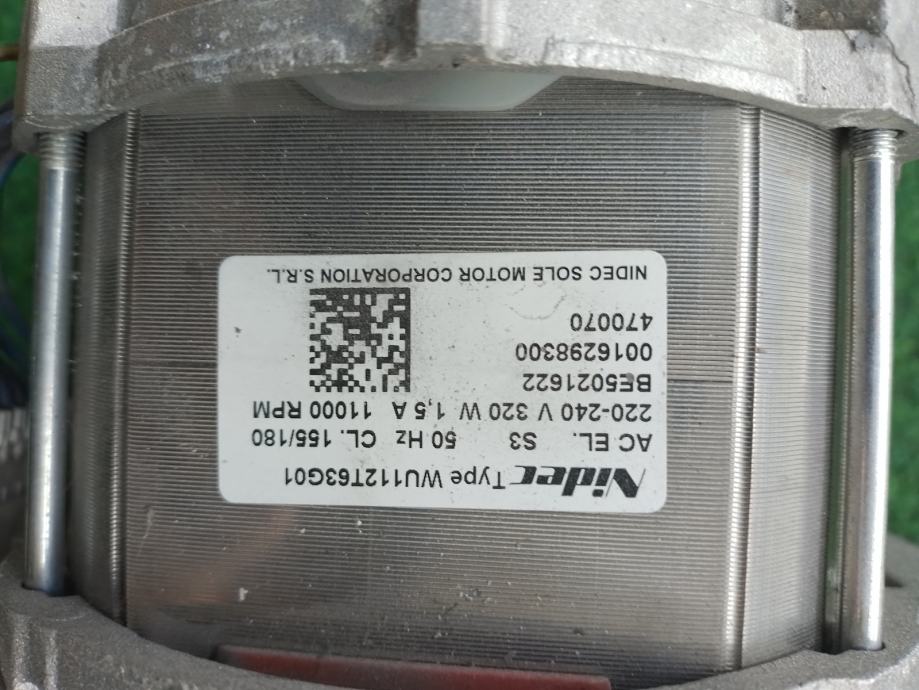 Nidec Type WU112T63G01
AC EL. S3 50 Hz CL. 155/180
220-240 V 320 W 1,5 A 11000 RPM
BE5021622
0016298300
470070
NIDEC SOLE MOTOR CORPORATION S.R.L.